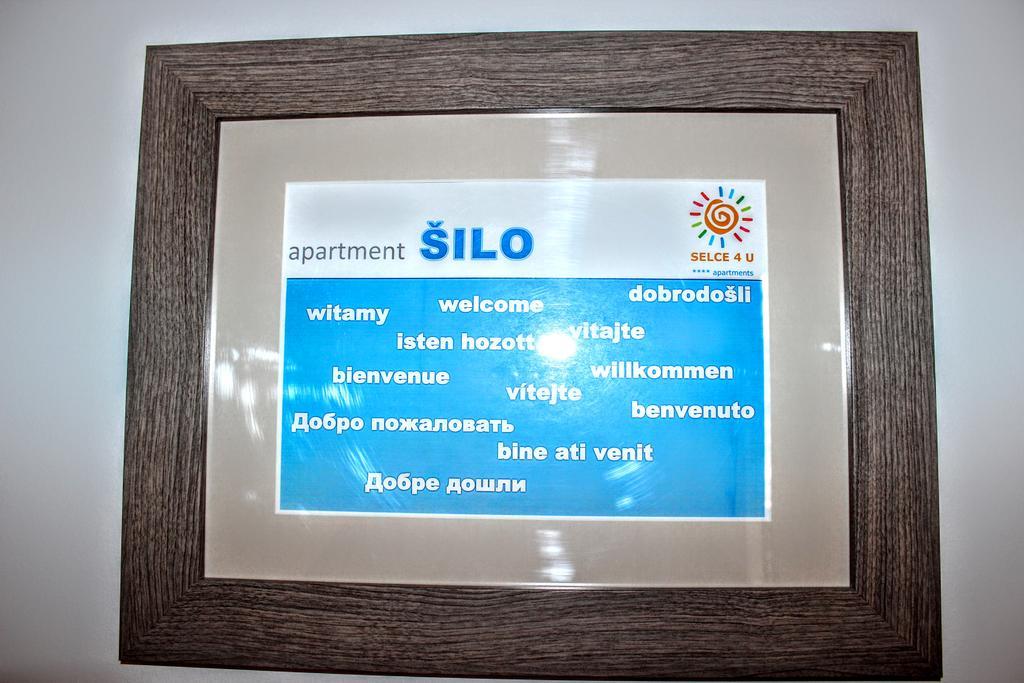 apartment ŠILO
SELCE 4 U
**** apartments
dobrodošli
witamy
welcome
vitajte
isten hozott
bienvenue
willkommen
vítejte
benvenuto
Добро пожаловать
bine ati venit
Добре дошли